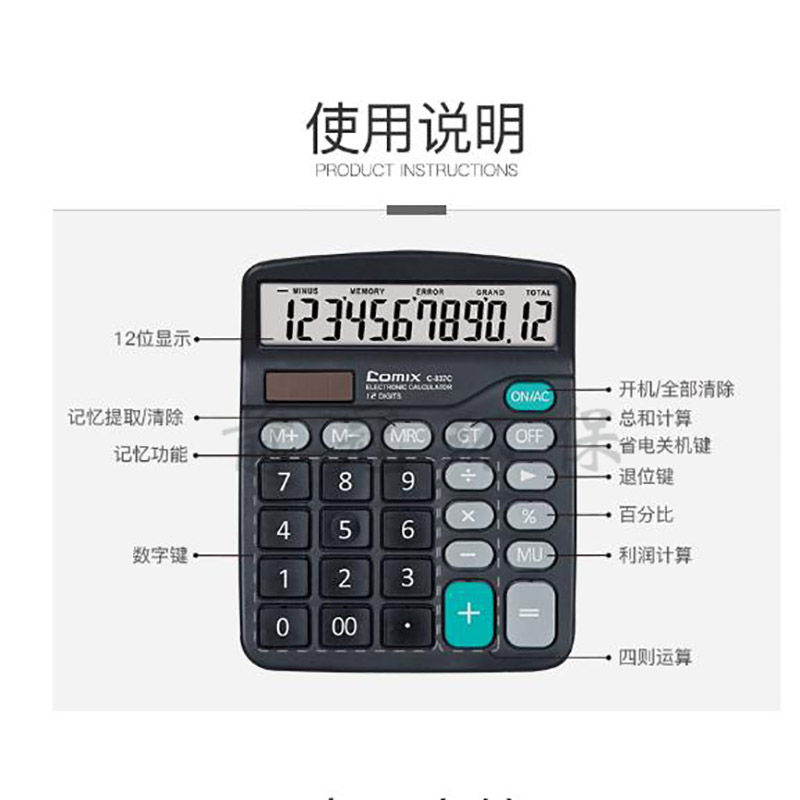 使用说明
PRODUCT INSTRUCTIONS
MINUS MEMORY ERROR GRAND TOTAL
1234567890.12
12位显示
Comix C-837C
ELECTRONIC CALCULATOR
12 DIGITS
ON/AC
开机/全部清除
记忆提取/清除
总和计算
M+ M- MRC GT OFF
省电关机键
记忆功能
7 8 9 ÷ ▶
退位键
4 5 6 × %
百分比
数字键
1 2 3 − MU
利润计算
0 00 . + =
四则运算